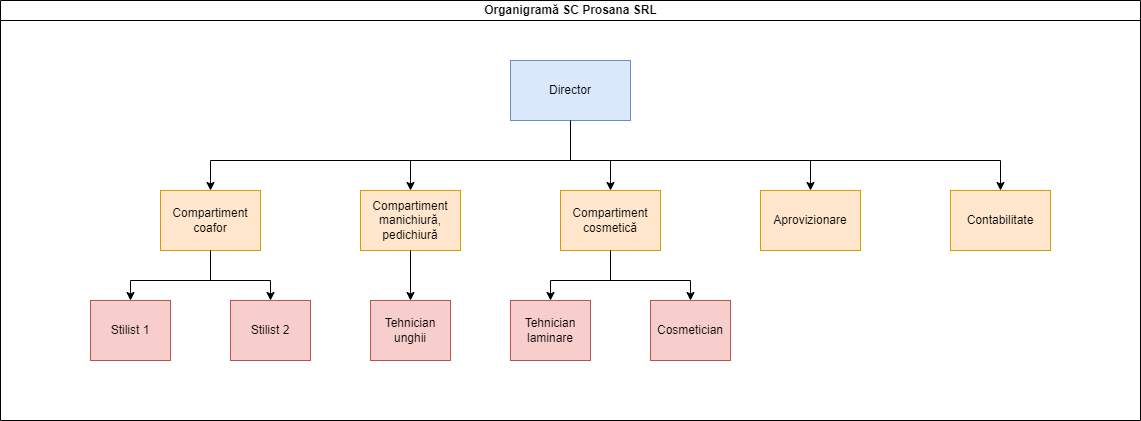 Organigramă SC Prosana SRL
Director
Compartiment
coafor
Compartiment
manichiură,
pedichiură
Compartiment
cosmetică
Aprovizionare
Contabilitate
Stilist 1
Stilist 2
Tehnician
unghii
Tehnician
laminare
Cosmetician